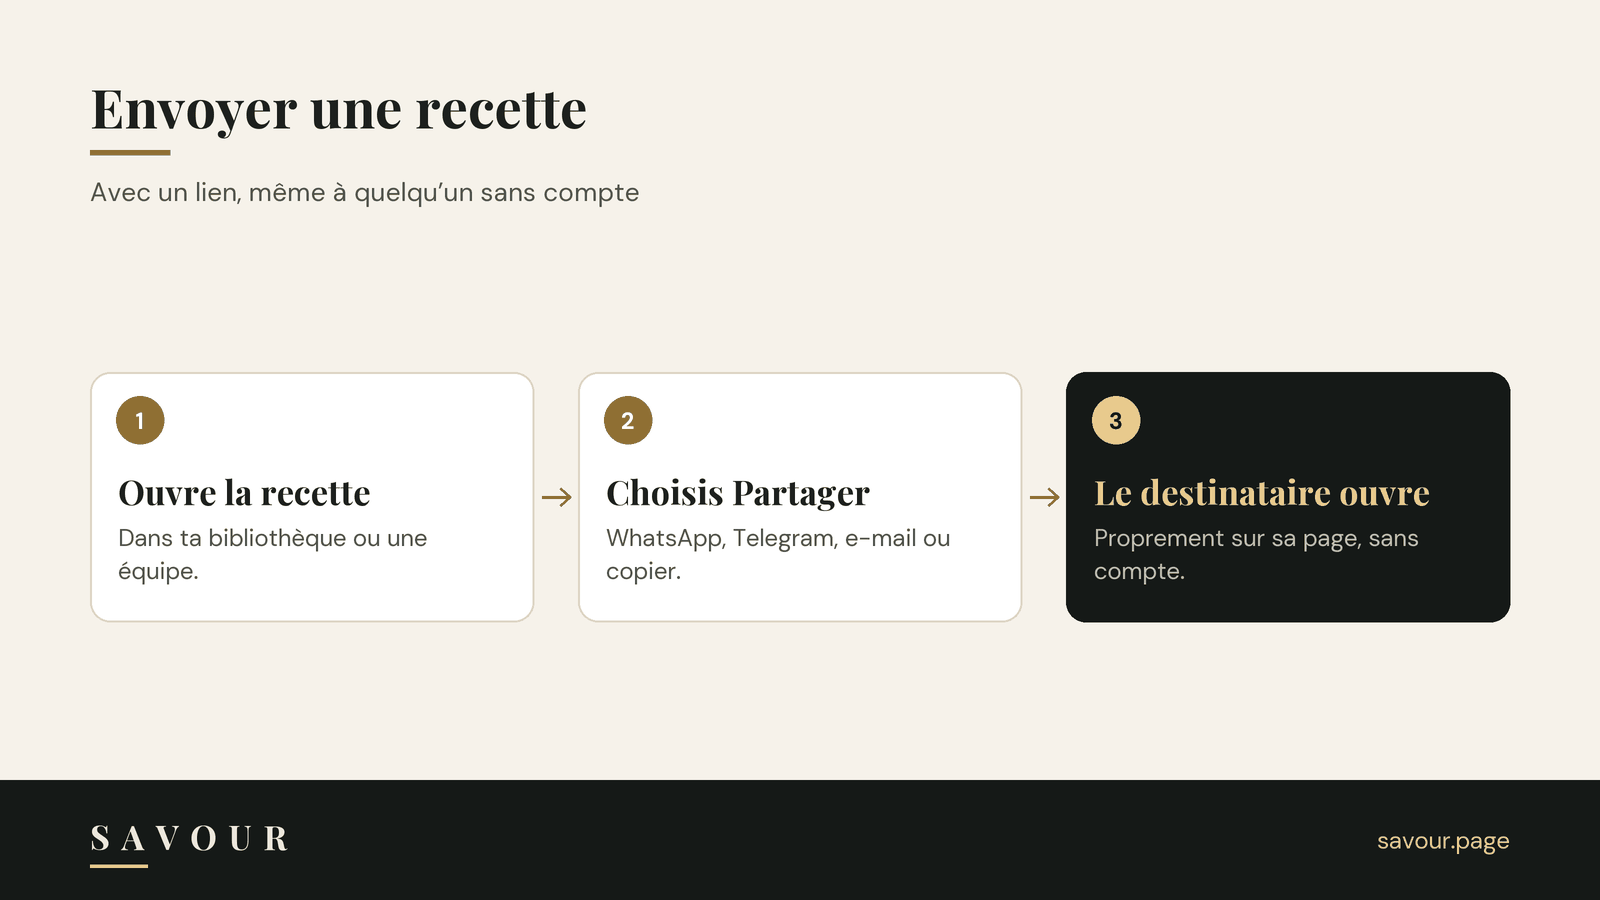 Envoyer une recette
Avec un lien, même à quelqu’un sans compte
1
Ouvre la recette
Dans ta bibliothèque ou une
équipe.
2
Choisis Partager
WhatsApp, Telegram, e-mail ou
copier.
3
Le destinataire ouvre
Proprement sur sa page, sans
compte.
SAVOUR
savour.page